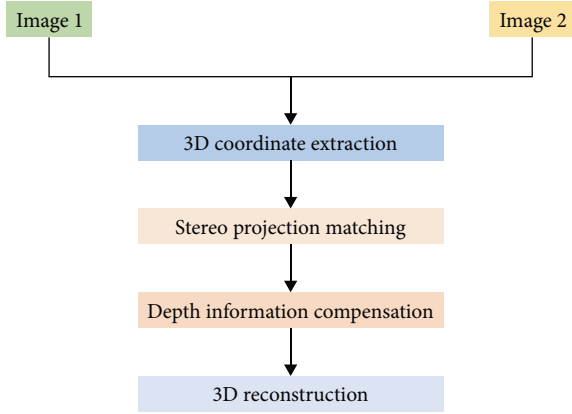 Image 1
Image 2
3D coordinate extraction
Stereo projection matching
Depth information compensation
3D reconstruction